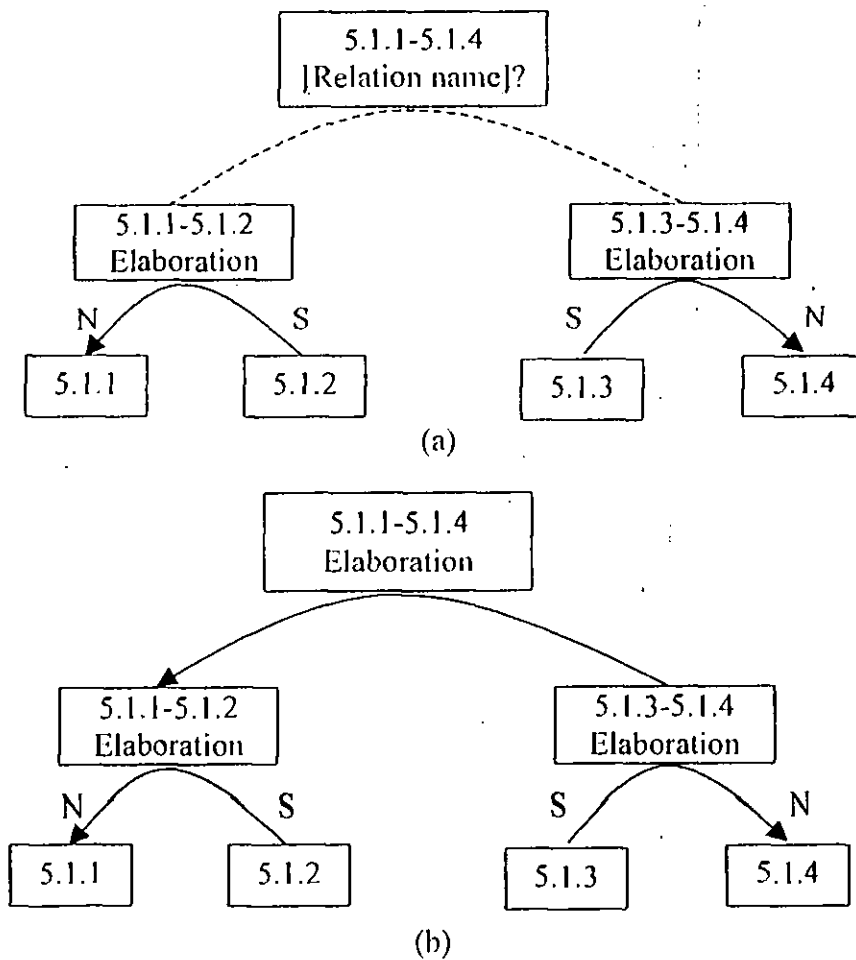 5.1.1-5.1.4
[Relation name]?
5.1.1-5.1.2
Elaboration
5.1.3-5.1.4
Elaboration
N
S
S
N
5.1.1
5.1.2
5.1.3
5.1.4
(a)
5.1.1-5.1.4
Elaboration
5.1.1-5.1.2
Elaboration
5.1.3-5.1.4
Elaboration
N
S
S
N
5.1.1
5.1.2
5.1.3
5.1.4
(b)